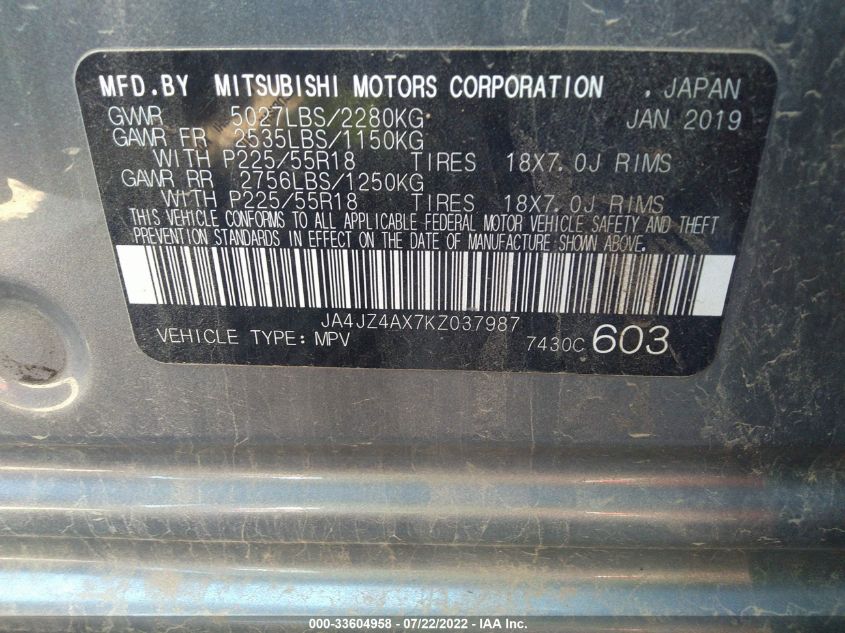 MFD.BY MITSUBISHI MOTORS CORPORATION , JAPAN
GVWR 5027LBS/2280KG JAN 2019
GAWR FR 2535LBS/1150KG
WITH P225/55R18 TIRES 18X7.0J RIMS
GAWR RR 2756LBS/1250KG
WITH P225/55R18 TIRES 18X7.0J RIMS
THIS VEHICLE CONFORMS TO ALL APPLICABLE FEDERAL MOTOR VEHICLE SAFETY AND THEFT
PREVENTION STANDARDS IN EFFECT ON THE DATE OF MANUFACTURE SHOWN ABOVE.
JA4JZ4AX7KZ037987
VEHICLE TYPE: MPV 7430C 603
000-33604958 - 07/22/2022 - IAA Inc.